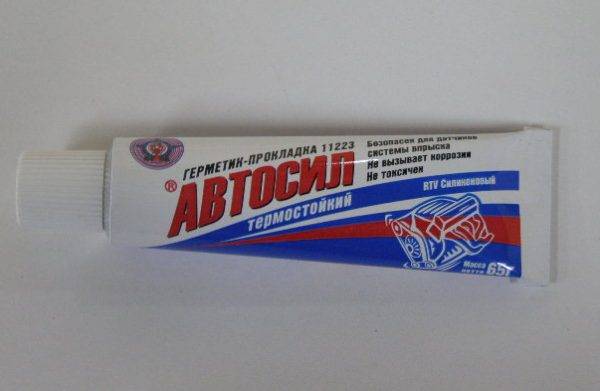 ГЕРМЕТИК-ПРОКЛАДКА 11223
® АВТОСИЛ
термостойкий
Безопасен для датчиков
системы впрыска
Не вызывает коррозии
Не токсичен
RTV Силиконовый
Масса
нетто 65г